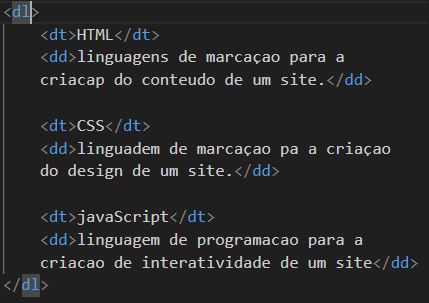 <dl>
<dt>HTML</dt>
<dd>linguagens de marcaçao para a
criacap do conteudo de um site.</dd>
<dt>CSS</dt>
<dd>linguadem de marcaçao pa a criaçao
do design de um site.</dd>
<dt>javaScript</dt>
<dd>linguagem de programacao para a
criacao de interatividade de um site</dd>
</dl>